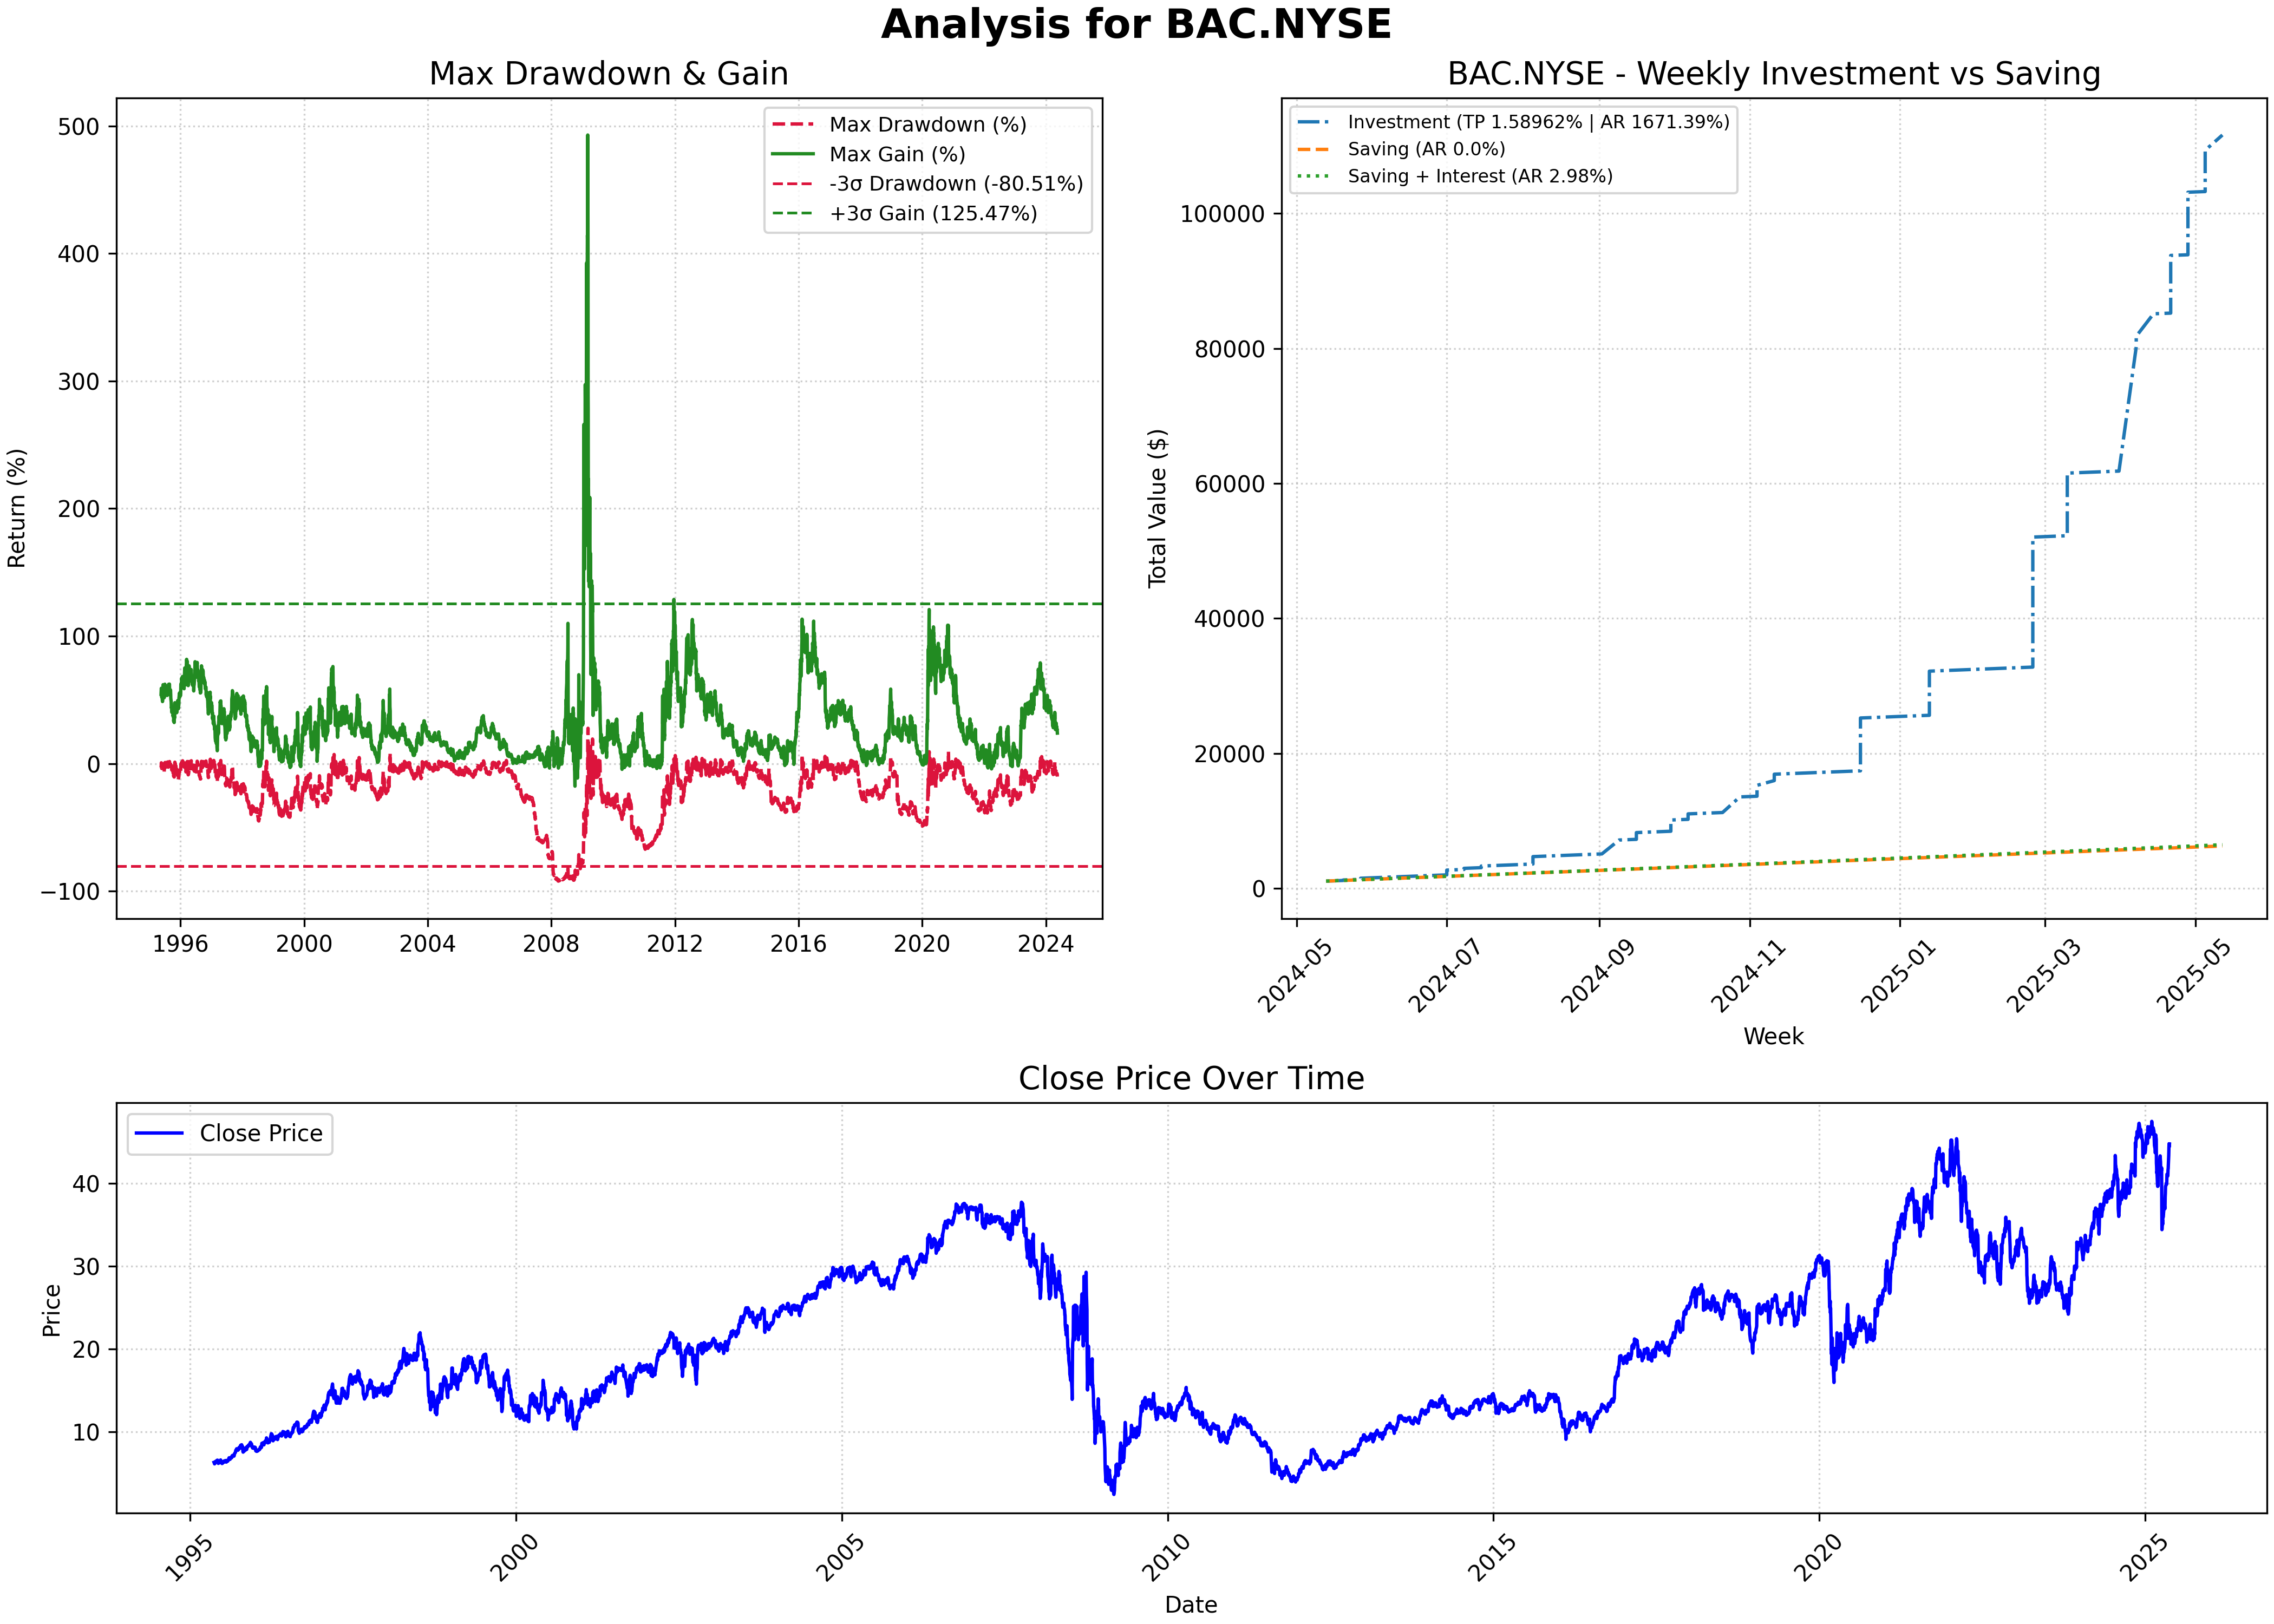 Analysis for BAC.NYSE
Max Drawdown & Gain
Return (%)
500
400
300
200
100
0
−100
Max Drawdown (%)
Max Gain (%)
-3σ Drawdown (-80.51%)
+3σ Gain (125.47%)
1996
2000
2004
2008
2012
2016
2020
2024
BAC.NYSE - Weekly Investment vs Saving
Total Value ($)
100000
80000
60000
40000
20000
0
Investment (TP 1.58962% | AR 1671.39%)
Saving (AR 0.0%)
Saving + Interest (AR 2.98%)
2024-05
2024-07
2024-09
2024-11
2025-01
2025-03
2025-05
Week
Close Price Over Time
Price
40
30
20
10
Close Price
1995
2000
2005
2010
2015
2020
2025
Date